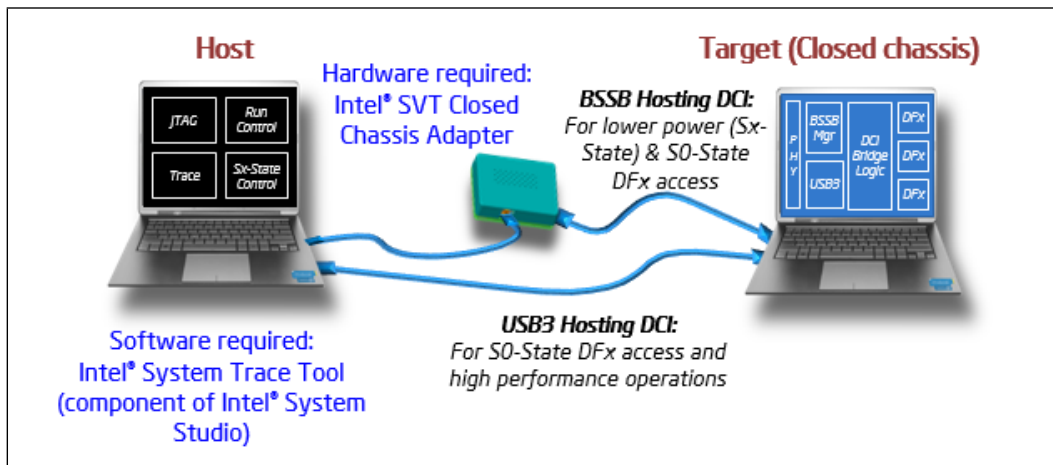 Host
Target (Closed chassis)
Hardware required:
Intel® SVT Closed
Chassis Adapter
BSSB Hosting DCI:
For lower power (Sx-
State) & S0-State
DFx access
JTAG
Run
Control
Trace
Sx-State
Control
P
H
Y
BSSB
Mgr
USB3
DCI
Bridge
Logic
DFx
DFx
DFx
USB3 Hosting DCI:
For S0-State DFx access and
high performance operations
Software required:
Intel® System Trace Tool
(component of Intel® System
Studio)